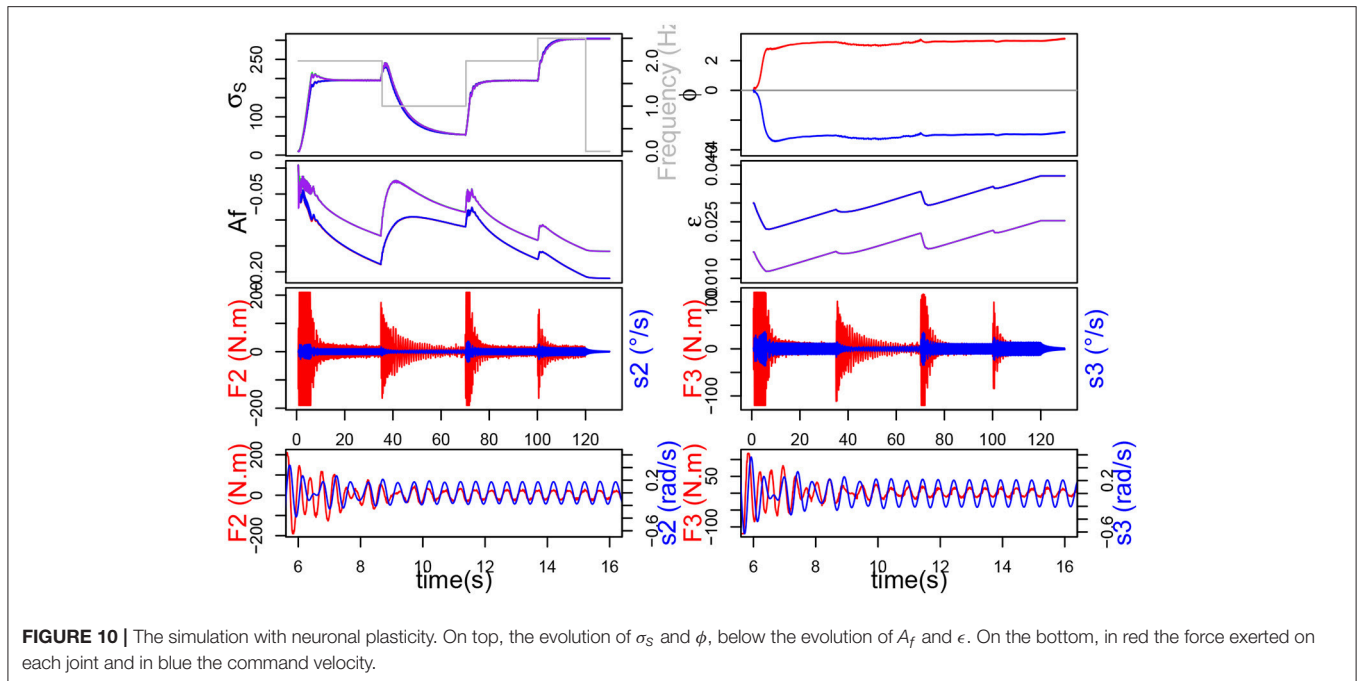 σS
0 100 250
Frequency (Hz
0.0 1.0 2.0
ϕ
0 2
Af
−0.05
ε
0.010 0.025
F2 (N.m)
−200 0 200
s2 (°/s)
0 20 40 60 80 100 120
F3 (N.m)
−100 0 100
s3 (°/s)
0 20 40 60 80 100 120
F2 (N.m)
−200 0 200
s2 (rad/s)
−0.6 0.2
6 8 10 12 14 16
time(s)
F3 (N.m)
−100 50
s3 (rad/s)
−0.6 0.2
6 8 10 12 14 16
time(s)
FIGURE 10 | The simulation with neuronal plasticity. On top, the evolution of σS and ϕ, below the evolution of Af and ϵ. On the bottom, in red the force exerted on
each joint and in blue the command velocity.